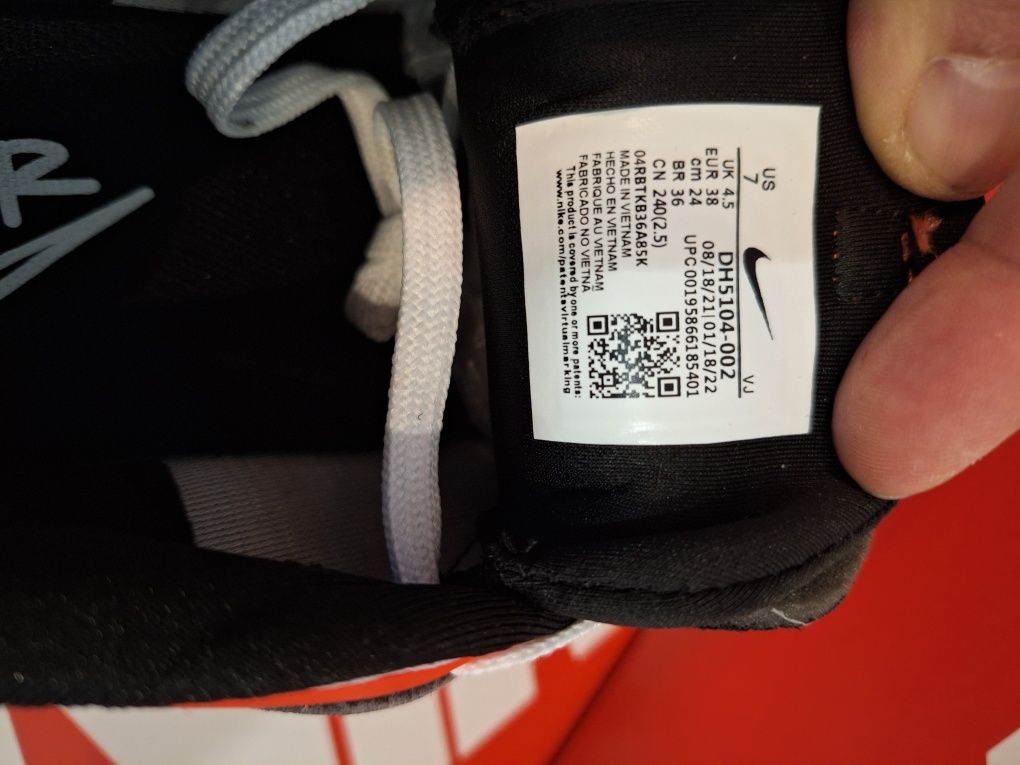 US
7
VJ
UK 4.5
EUR 38
cm 24
BR 36
CN 240(2.5)
DH5104-002
08/18/21|01/18/22
UPC00195866185401
04RBTKB36A85K
MADE IN VIETNAM
HECHO EN VIETNAM
FABRIQUE AU VIETNAM
FABRICADO NO VIETNÃ
This product is covered by one or more patents:
www.nike.com/patentsvirtualmarking
R